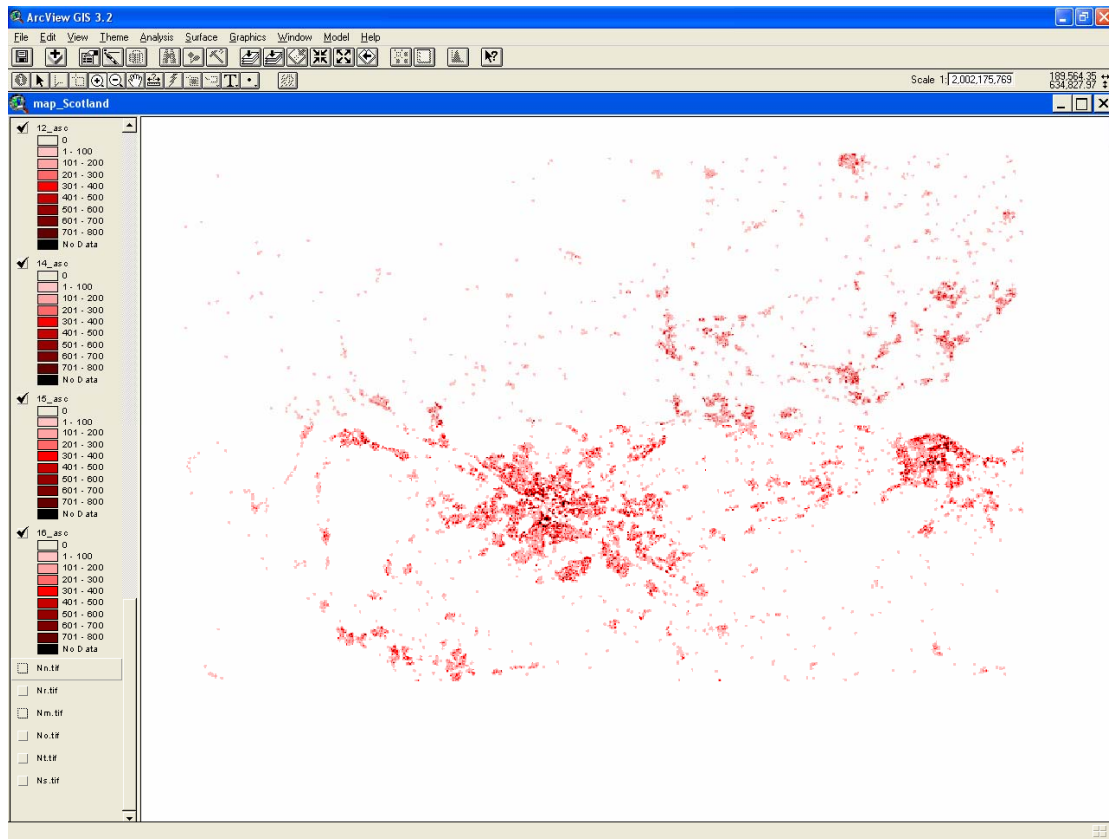 ArcView GIS 3.2
File Edit View Theme Analysis Surface Graphics Window Model Help
Scale 1: 2,002,175,769
189,564.35
634,827.97
map_Scotland
12_asc
0
1 - 100
101 - 200
201 - 300
301 - 400
401 - 500
501 - 600
601 - 700
701 - 800
No Data
14_asc
0
1 - 100
101 - 200
201 - 300
301 - 400
401 - 500
501 - 600
601 - 700
701 - 800
No Data
15_asc
0
1 - 100
101 - 200
201 - 300
301 - 400
401 - 500
501 - 600
601 - 700
701 - 800
No Data
16_asc
0
1 - 100
101 - 200
201 - 300
301 - 400
401 - 500
501 - 600
601 - 700
701 - 800
No Data
Nn.tif
Nr.tif
Nm.tif
No.tif
Nt.tif
Ns.tif